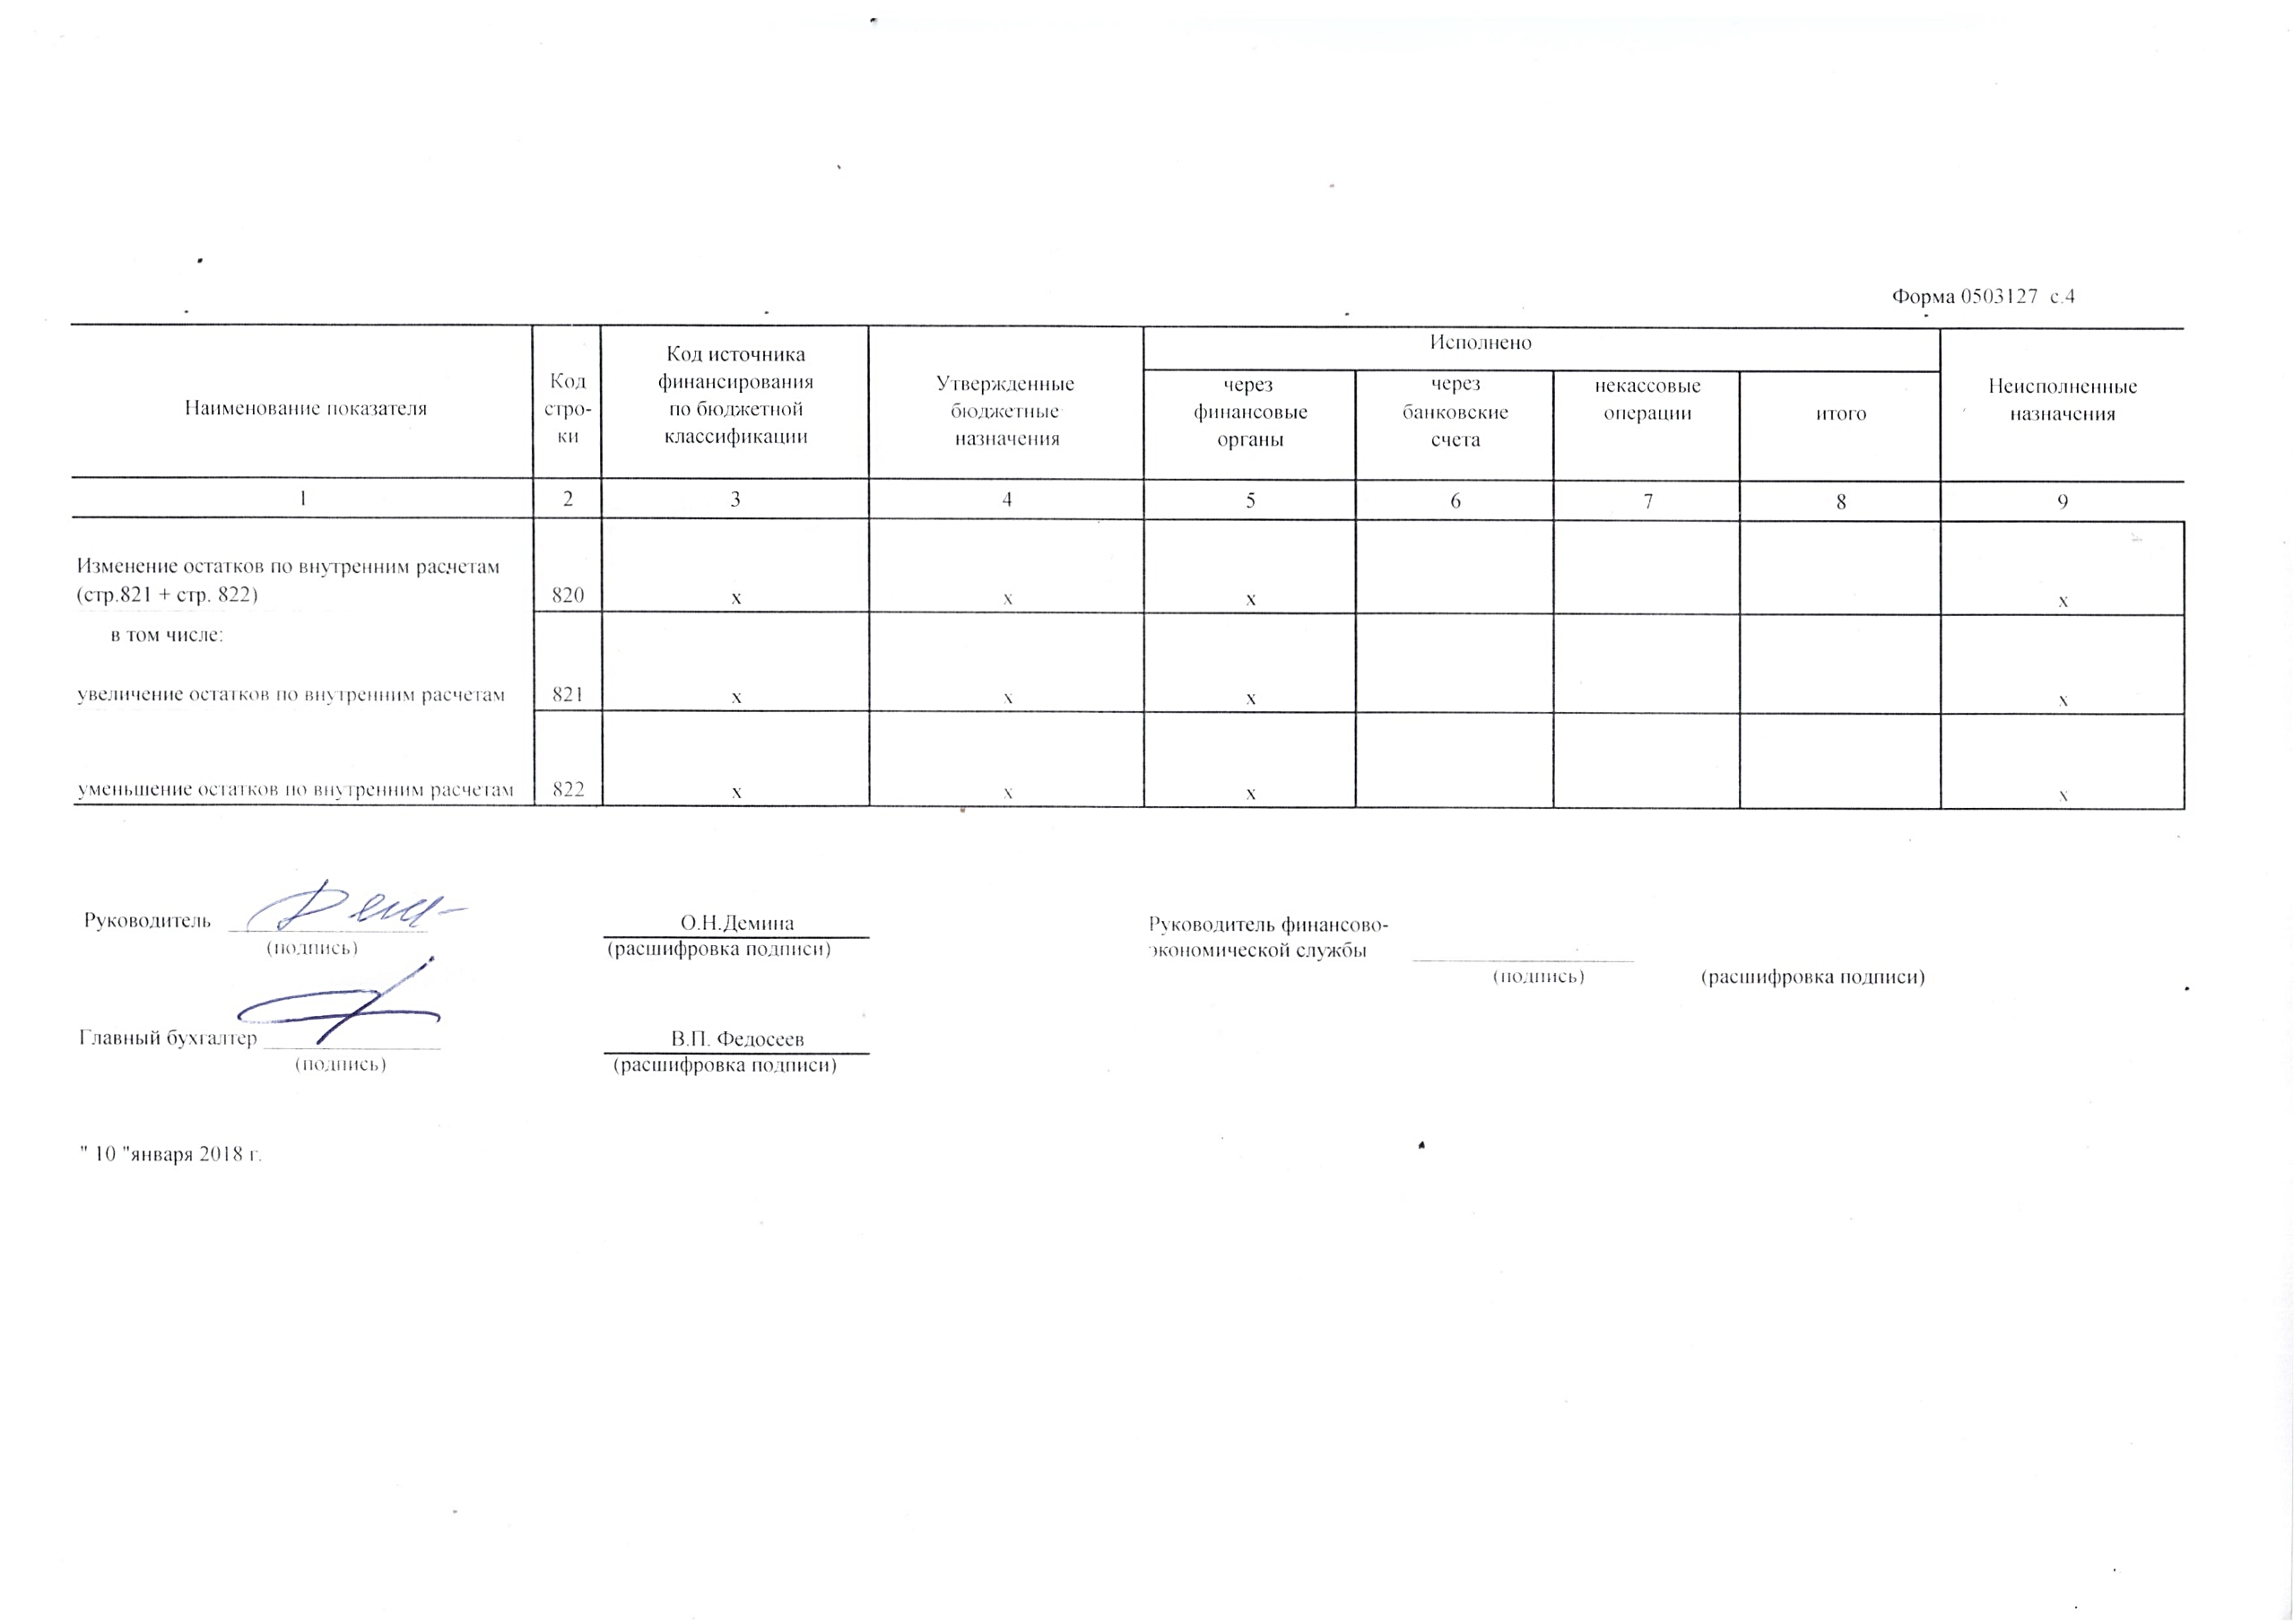 Форма 0503127 с.4
Наименование показателя
Код
стро-
ки
Код источника
финансирования
по бюджетной
классификации
Утвержденные
бюджетные
назначения
Исполнено
через
финансовые
органы
через
банковские
счета
некассовые
операции
итого
Неисполненные
назначения
1 2 3 4 5 6 7 8 9
Изменение остатков по внутренним расчетам
(стр.821 + стр. 822) 820 х х х х
в том числе:
увеличение остатков по внутренним расчетам 821 х х х х
уменьшение остатков по внутренним расчетам 822 х х х х
Руководитель
(подпись)
О.Н.Демина
(расшифровка подписи)
Руководитель финансово-
экономической службы
(подпись) (расшифровка подписи)
Главный бухгалтер
(подпись)
В.П. Федосеев
(расшифровка подписи)
" 10 "января 2018 г.